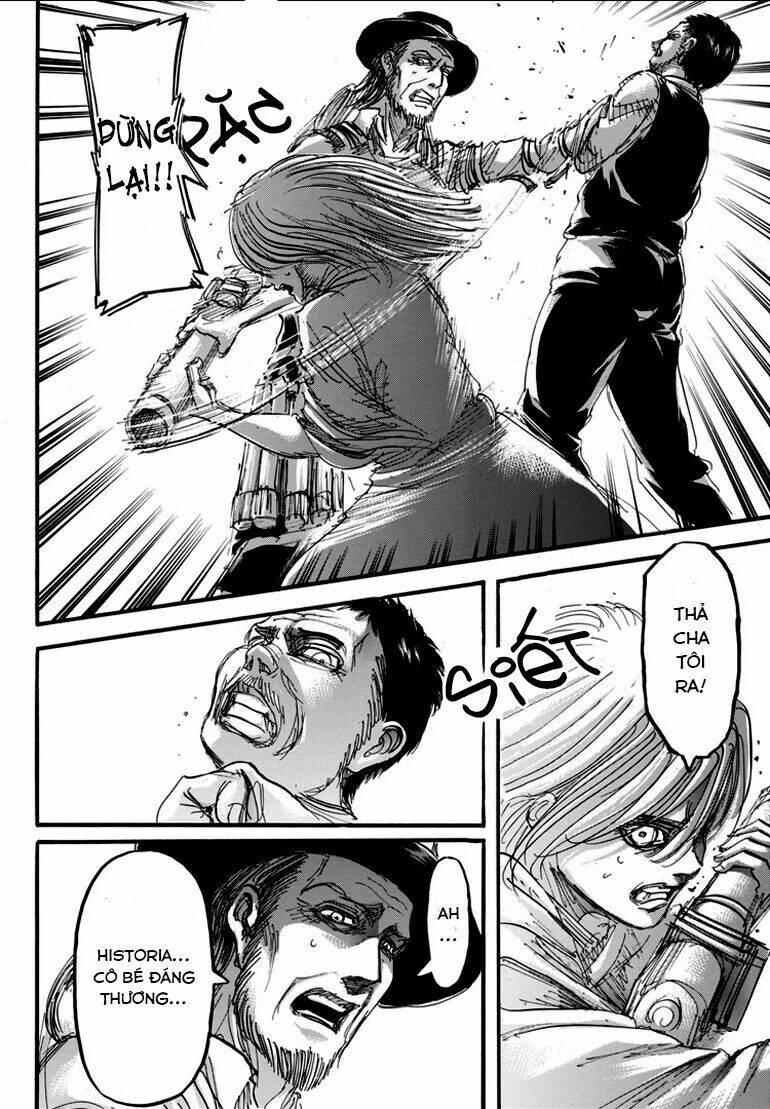 DỪNG
LẠI!!
RẶC
THẢ
CHA
TÔI
RA!
SIẾT
AH
...
HISTORIA...
CÔ BÉ ĐÁNG
THƯƠNG...